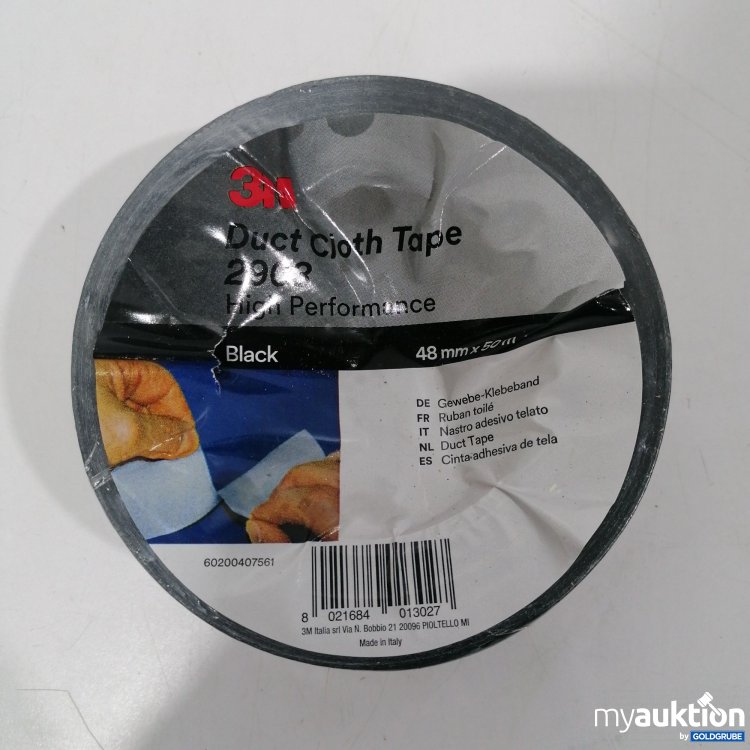 3M
Duct Cloth Tape
2903
High Performance
Black 48 mm x 50 m
DE Gewebe-Klebeband
FR Ruban toilé
IT Nastro adesivo telato
NL Duct Tape
ES Cinta-adhesiva de tela
60200407561
8 021684 013027
3M Italia srl Via N. Bobbio 21 20096 PIOLTELLO MI
Made in Italy
myauktion
by GOLDGRUBE